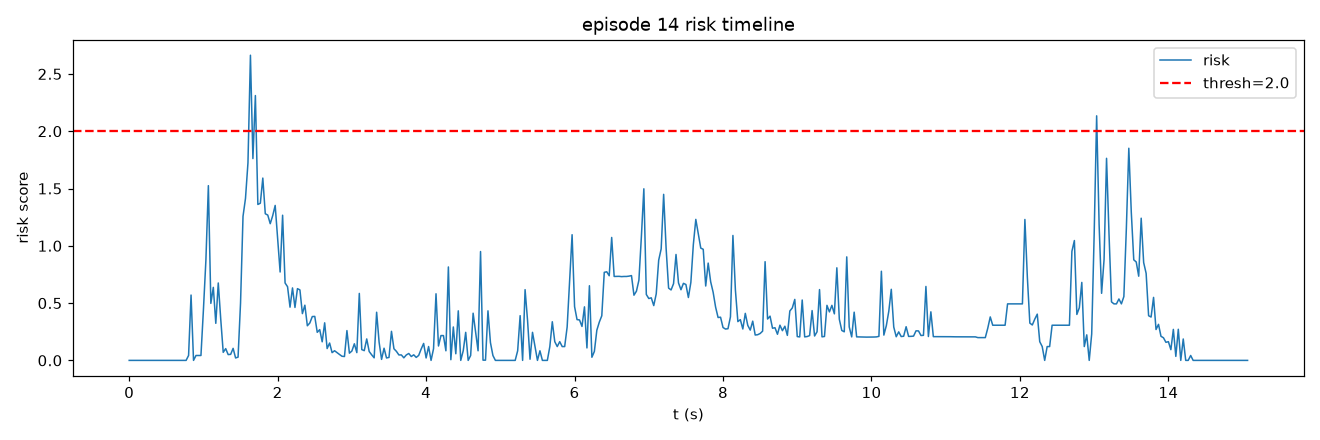 episode 14 risk timeline
risk
thresh=2.0
risk score
2.5
2.0
1.5
1.0
0.5
0.0
0 2 4 6 8 10 12 14
t (s)